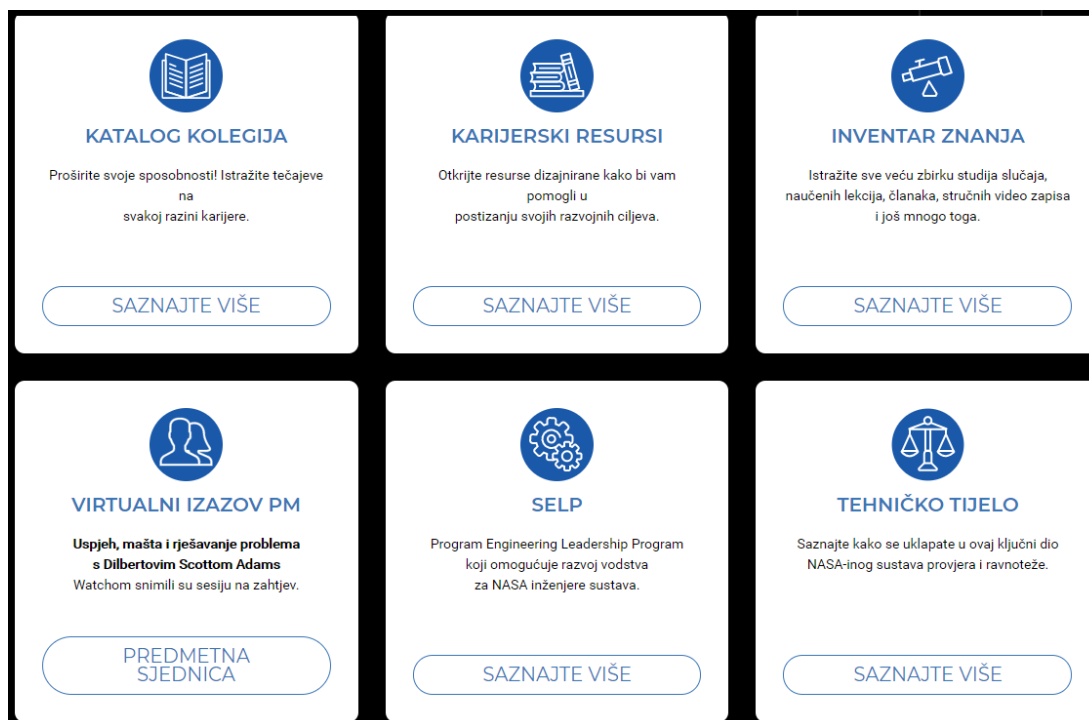 KATALOG KOLEGIJA
Proširite svoje sposobnosti! Istražite tečajeve
na
svakoj razini karijere.
SAZNAJTE VIŠE
KARIJERSKI RESURSI
Otkrijte resurse dizajnirane kako bi vam
pomogli u
postizanju svojih razvojnih ciljeva.
SAZNAJTE VIŠE
INVENTAR ZNANJA
Istražite sve veću zbirku studija slučaja,
naučenih lekcija, članaka, stručnih video zapisa
i još mnogo toga.
SAZNAJTE VIŠE
VIRTUALNI IZAZOV PM
Uspjeh, mašta i rješavanje problema
s Dilbertovim Scottom Adams
Watchom snimili su sesiju na zahtjev.
PREDMETNA
SJEDNICA
SELP
Program Engineering Leadership Program
koji omogućuje razvoj vodstva
za NASA inženjere sustava.
SAZNAJTE VIŠE
TEHNIČKO TIJELO
Saznajte kako se uklapate u ovaj ključni dio
NASA-inog sustava provjera i ravnoteže.
SAZNAJTE VIŠE